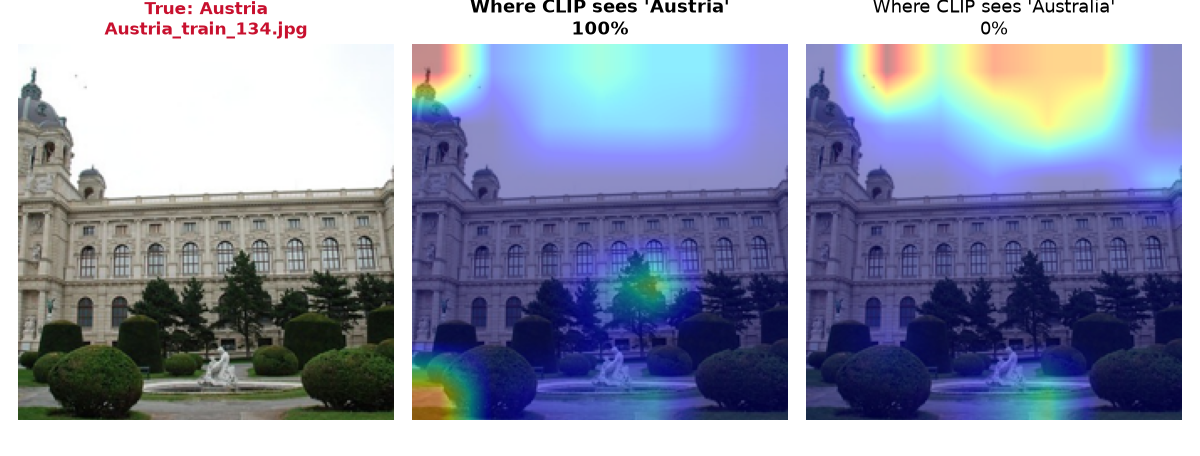 True: Austria
Austria_train_134.jpg
Where CLIP sees 'Austria'
100%
Where CLIP sees 'Australia'
0%